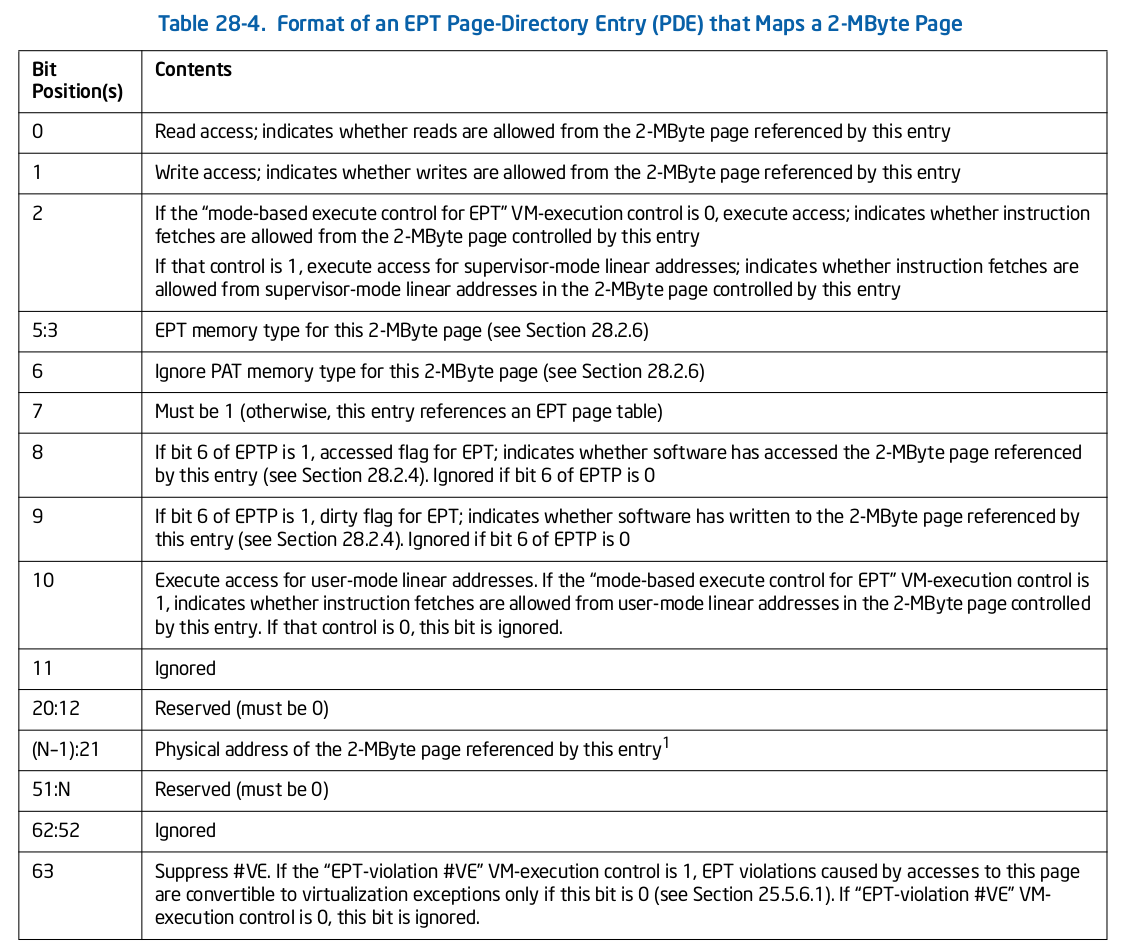 Table 28-4. Format of an EPT Page-Directory Entry (PDE) that Maps a 2-MByte Page
Bit
Position(s)
Contents
0
Read access; indicates whether reads are allowed from the 2-MByte page referenced by this entry
1
Write access; indicates whether writes are allowed from the 2-MByte page referenced by this entry
2
If the “mode-based execute control for EPT” VM-execution control is 0, execute access; indicates whether instruction
fetches are allowed from the 2-MByte page controlled by this entry
If that control is 1, execute access for supervisor-mode linear addresses; indicates whether instruction fetches are
allowed from supervisor-mode linear addresses in the 2-MByte page controlled by this entry
5:3
EPT memory type for this 2-MByte page (see Section 28.2.6)
6
Ignore PAT memory type for this 2-MByte page (see Section 28.2.6)
7
Must be 1 (otherwise, this entry references an EPT page table)
8
If bit 6 of EPTP is 1, accessed flag for EPT; indicates whether software has accessed the 2-MByte page referenced
by this entry (see Section 28.2.4). Ignored if bit 6 of EPTP is 0
9
If bit 6 of EPTP is 1, dirty flag for EPT; indicates whether software has written to the 2-MByte page referenced by
this entry (see Section 28.2.4). Ignored if bit 6 of EPTP is 0
10
Execute access for user-mode linear addresses. If the “mode-based execute control for EPT” VM-execution control is
1, indicates whether instruction fetches are allowed from user-mode linear addresses in the 2-MByte page controlled
by this entry. If that control is 0, this bit is ignored.
11
Ignored
20:12
Reserved (must be 0)
(N–1):21
Physical address of the 2-MByte page referenced by this entry1
51:N
Reserved (must be 0)
62:52
Ignored
63
Suppress #VE. If the “EPT-violation #VE” VM-execution control is 1, EPT violations caused by accesses to this page
are convertible to virtualization exceptions only if this bit is 0 (see Section 25.5.6.1). If “EPT-violation #VE” VM-
execution control is 0, this bit is ignored.